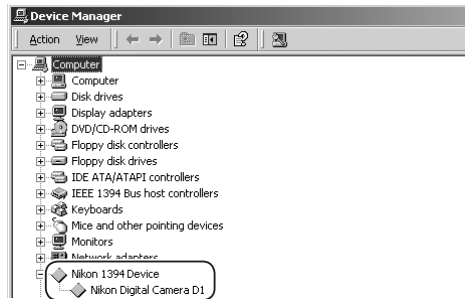 Device Manager
Action View
Computer
Computer
Disk drives
Display adapters
DVD/CD-ROM drives
Floppy disk controllers
Floppy disk drives
IDE ATA/ATAPI controllers
IEEE 1394 Bus host controllers
Keyboards
Mice and other pointing devices
Monitors
Network adapters
Nikon 1394 Device
Nikon Digital Camera D1